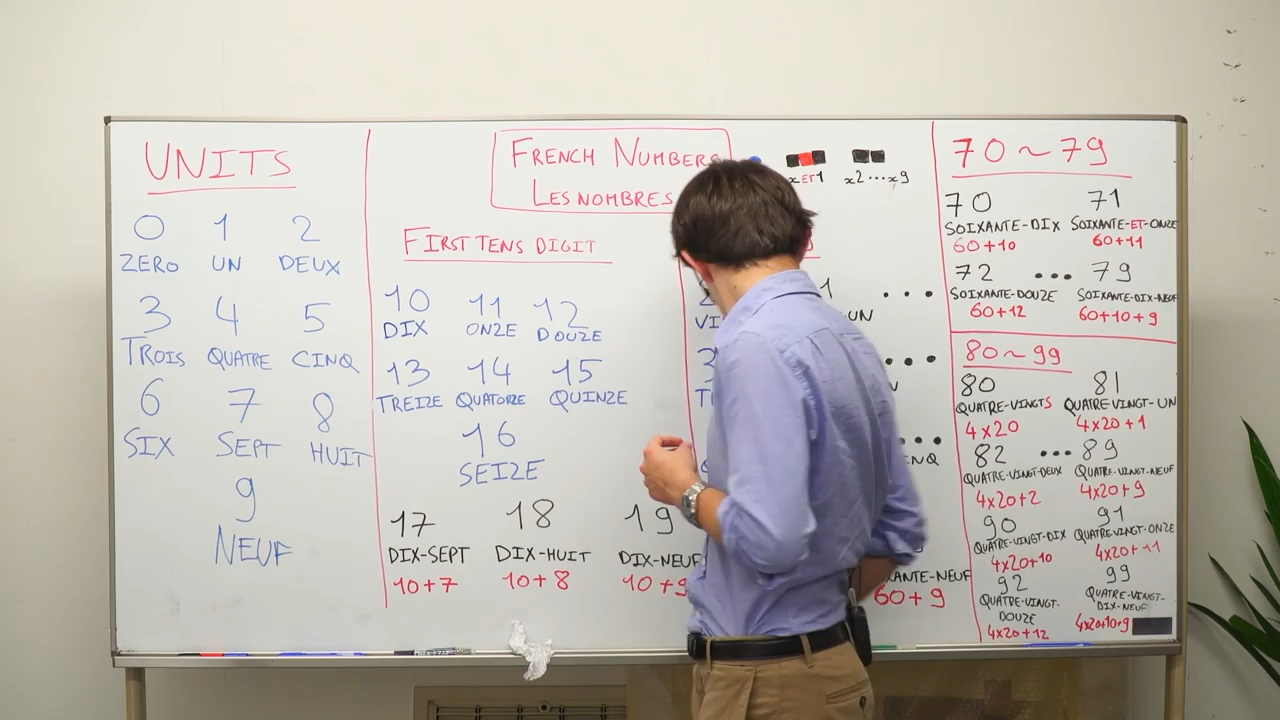 UNITS
0 1 2
ZERO UN DEUX
3 4 5
TROIS QUATRE CINQ
6 7 8
SIX SEPT HUIT
9
NEUF
FRENCH NUMBERS
LES NOMBRES
FIRST TENS DIGIT
10 11 12
DIX ONZE DOUZE
13 14 15
TREIZE QUATORZE QUINZE
16
SEIZE
17 18 19
DIX-SEPT DIX-HUIT DIX-NEUF
10+7 10+8 10+9
x ET 1 x2...x9
1 ...
UN
...
...
INQ
XANTE-NEUF
60+9
70~79
70 71
SOIXANTE-DIX SOIXANTE-ET-ONZE
60+10 60+11
72 ... 79
SOIXANTE-DOUZE SOIXANTE-DIX-NEUF
60+12 60+10+9
80~99
80 81
QUATRE-VINGTS QUATRE VINGT-UN
4x20 4x20+1
82 ... 89
QUATRE-VINGT-DEUX QUATRE-VINGT-NEUF
4x20+2 4x20+9
90 91
QUATRE-VINGT-DIX QUATRE-VINGT-ONZE
4x20+10 4x20+11
92 99
QUATRE-VINGT-DOUZE QUATRE-VINGT-DIX-NEUF
4x20+12 4x20+10+9